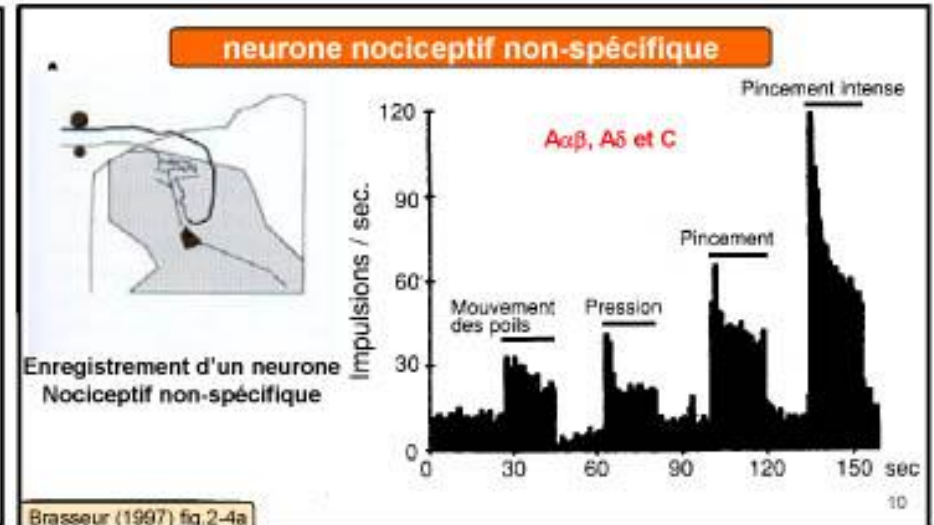 neurone nociceptif non-spécifique
Pincement intense
120
Aαβ, Aδ et C
90
Impulsions / sec.
Pincement
60
Mouvement
des poils
Pression
Enregistrement d'un neurone
Nociceptif non-spécifique
30
0
0 30 60 90 120 150 sec
10
Brasseur (1997) fig.2-4a